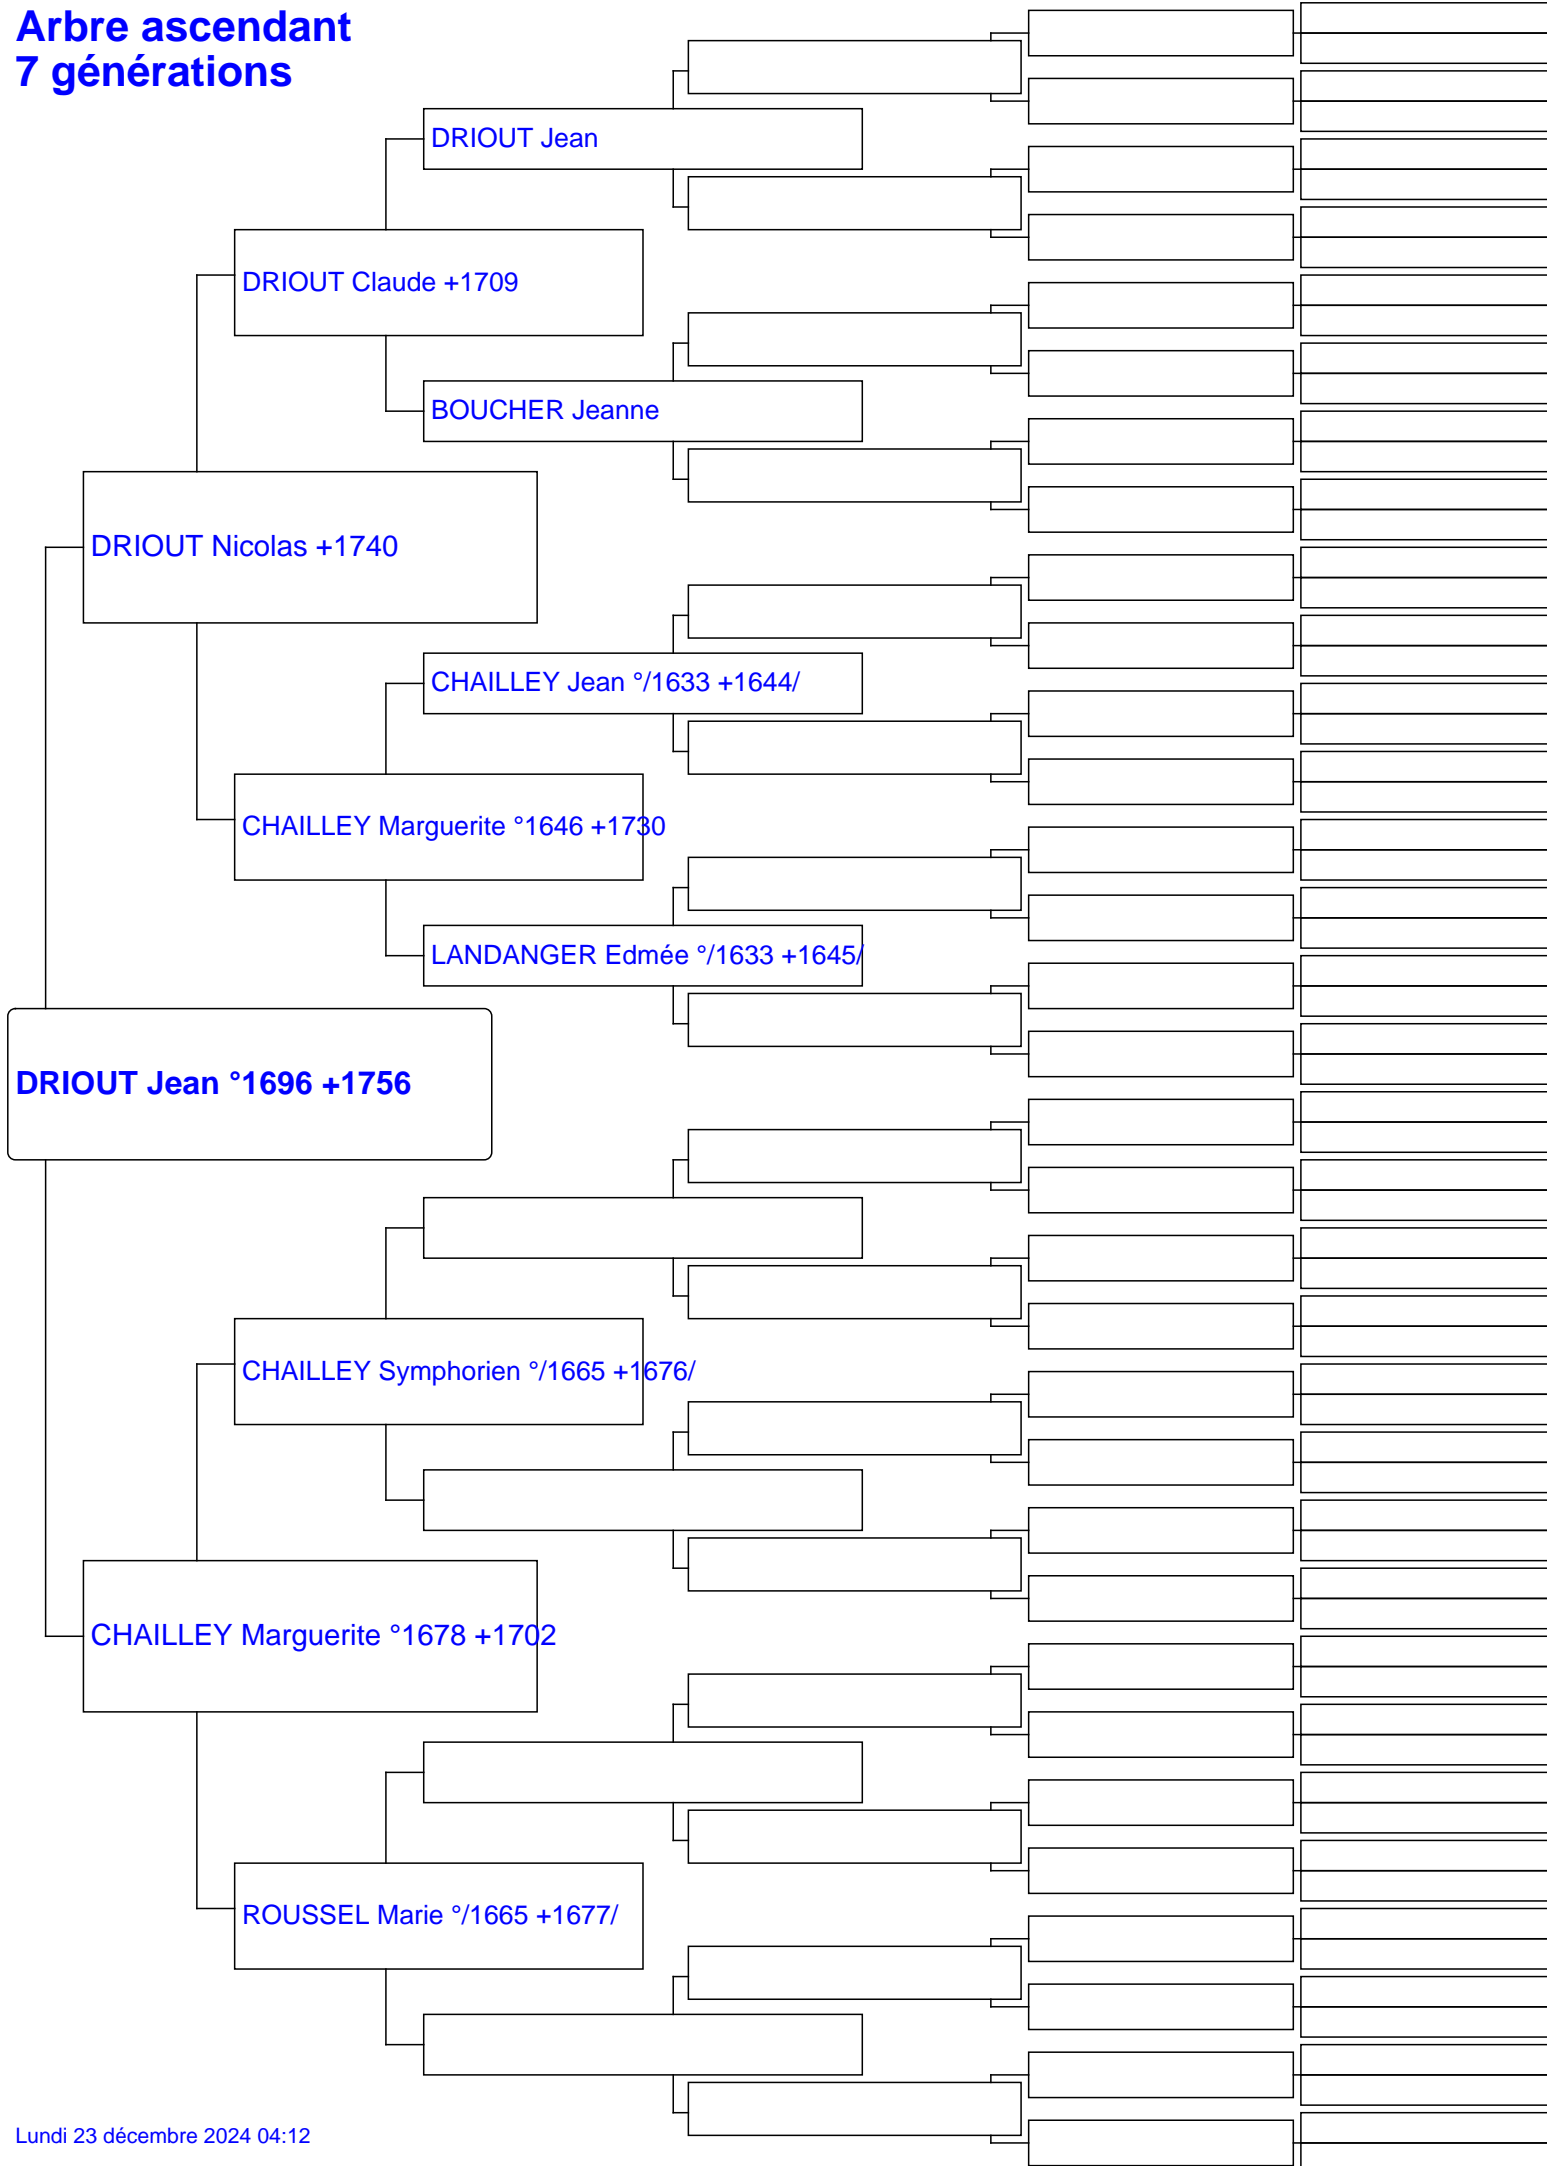 Arbre ascendant
7 générations
DRIOUT Jean
DRIOUT Claude +1709
BOUCHER Jeanne
DRIOUT Nicolas +1740
CHAILLEY Jean °/1633 +1644/
CHAILLEY Marguerite °1646 +1730
LANDANGER Edmée °/1633 +1645/
DRIOUT Jean °1696 +1756
CHAILLEY Symphorien °/1665 +1676/
CHAILLEY Marguerite °1678 +1702
ROUSSEL Marie °/1665 +1677/
Lundi 23 décembre 2024 04:12